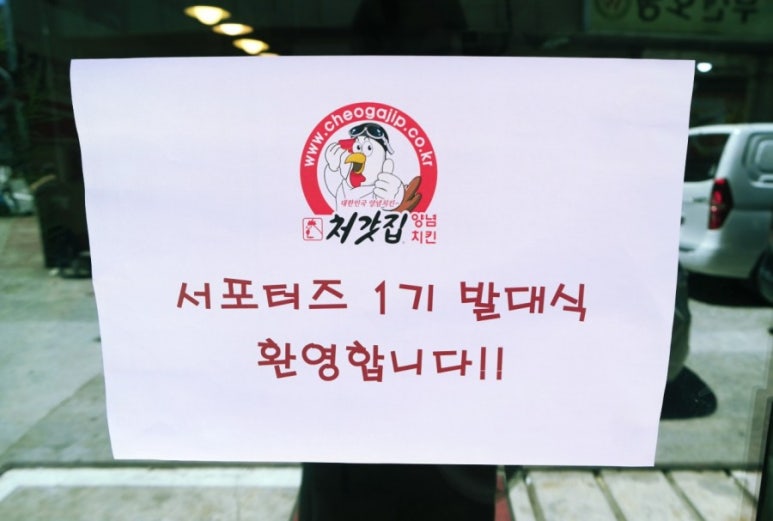 www.cheogajip.co.kr
대한민국 양념치킨
처갓집 양념
치킨
서포터즈 1기 발대식
환영합니다!!